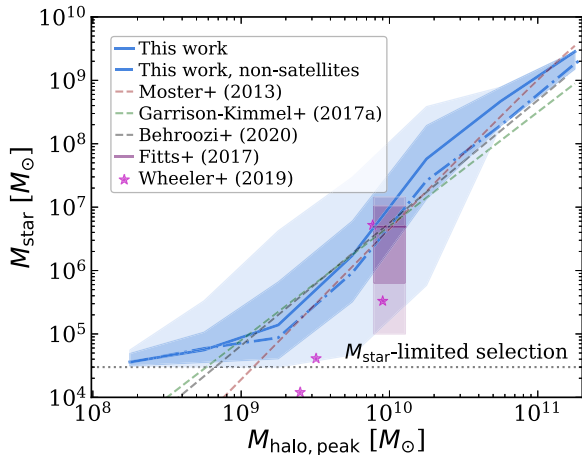 10^10
10^9
10^8
10^7
10^6
10^5
10^4
M_star [M_⊙]
This work
This work, non-satellites
Moster+ (2013)
Garrison-Kimmel+ (2017a)
Behroozi+ (2020)
Fitts+ (2017)
Wheeler+ (2019)
M_star-limited selection
10^8 10^9 10^10 10^11
M_halo, peak [M_⊙]